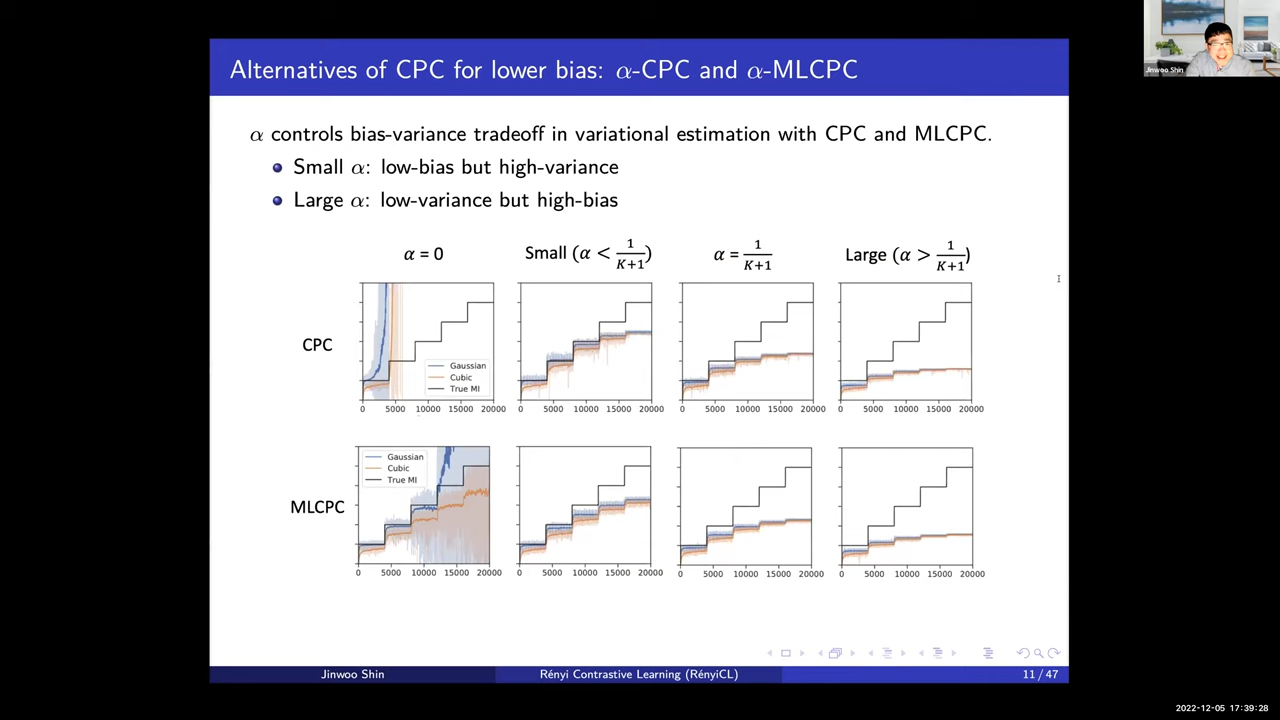 Jinwoo Shin
Alternatives of CPC for lower bias: α-CPC and α-MLCPC
α controls bias-variance tradeoff in variational estimation with CPC and MLCPC.
Small α: low-bias but high-variance
Large α: low-variance but high-bias
α = 0
Small (α < 1/K+1)
α = 1/K+1
Large (α > 1/K+1)
CPC
Gaussian
Cubic
True MI
0 5000 10000 15000 20000
0 5000 10000 15000 20000
0 5000 10000 15000 20000
0 5000 10000 15000 20000
MLCPC
Gaussian
Cubic
True MI
0 5000 10000 15000 20000
0 5000 10000 15000 20000
0 5000 10000 15000 20000
0 5000 10000 15000 20000
Jinwoo Shin
Rényi Contrastive Learning (RényiCL)
11 / 47
2022-12-05 17:39:28